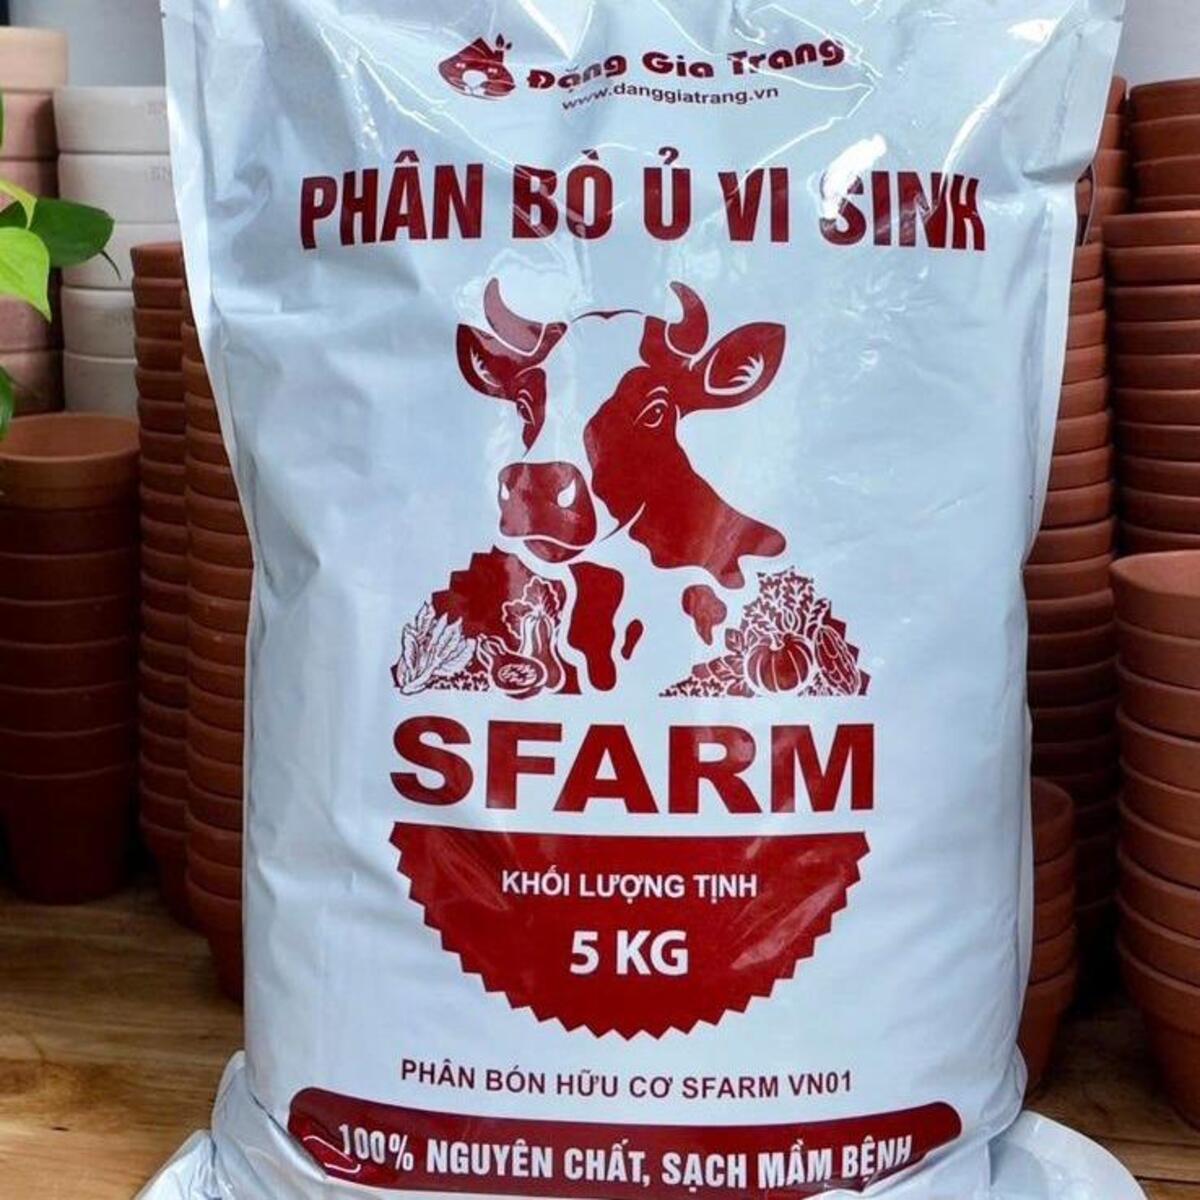 Đặng Gia Trang
www.danggiatrang.vn
PHÂN BÒ Ủ VI SINH
SFARM
KHỐI LƯỢNG TỊNH
5 KG
PHÂN BÓN HỮU CƠ SFARM VN01
100% NGUYÊN CHẤT, SẠCH MẦM BỆNH